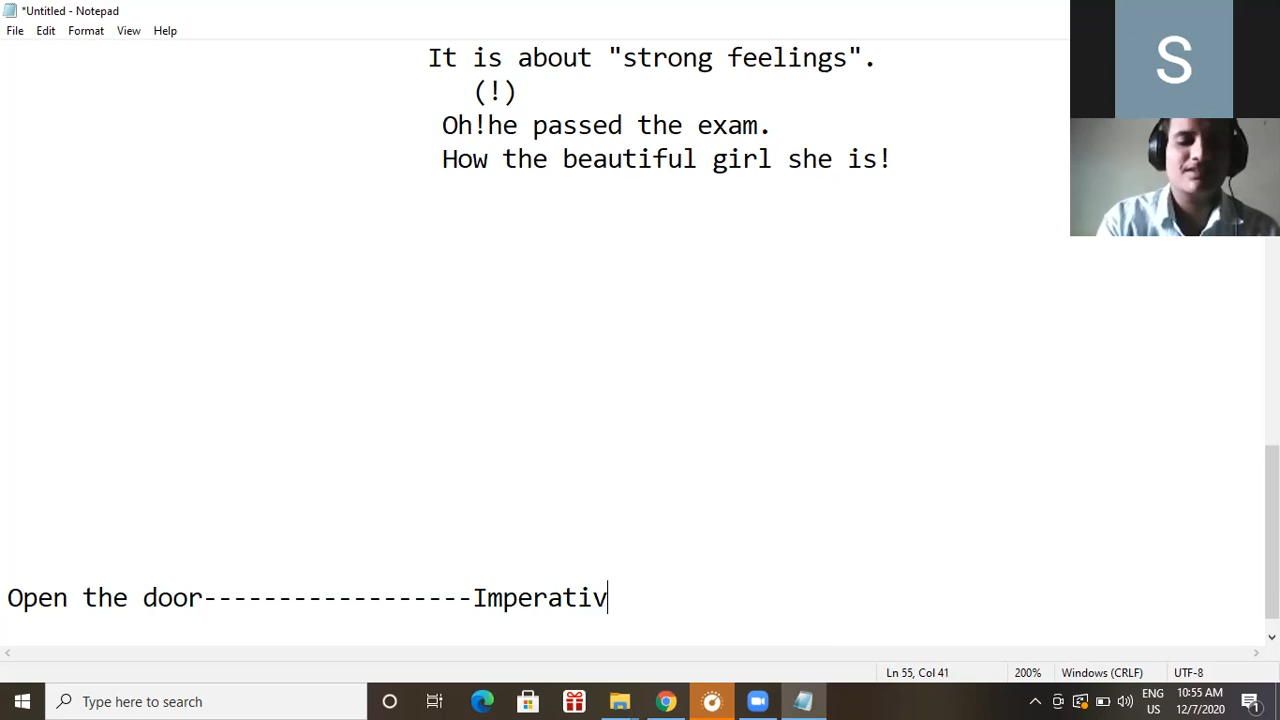 *Untitled - Notepad
File Edit Format View Help
It is about "strong feelings".
(!)
Oh!he passed the exam.
How the beautiful girl she is!
S
Open the door------------------Imperativ
Ln 55, Col 41 200% Windows (CRLF) UTF-8
Type here to search
ENG
US
10:55 AM
12/7/2020
1